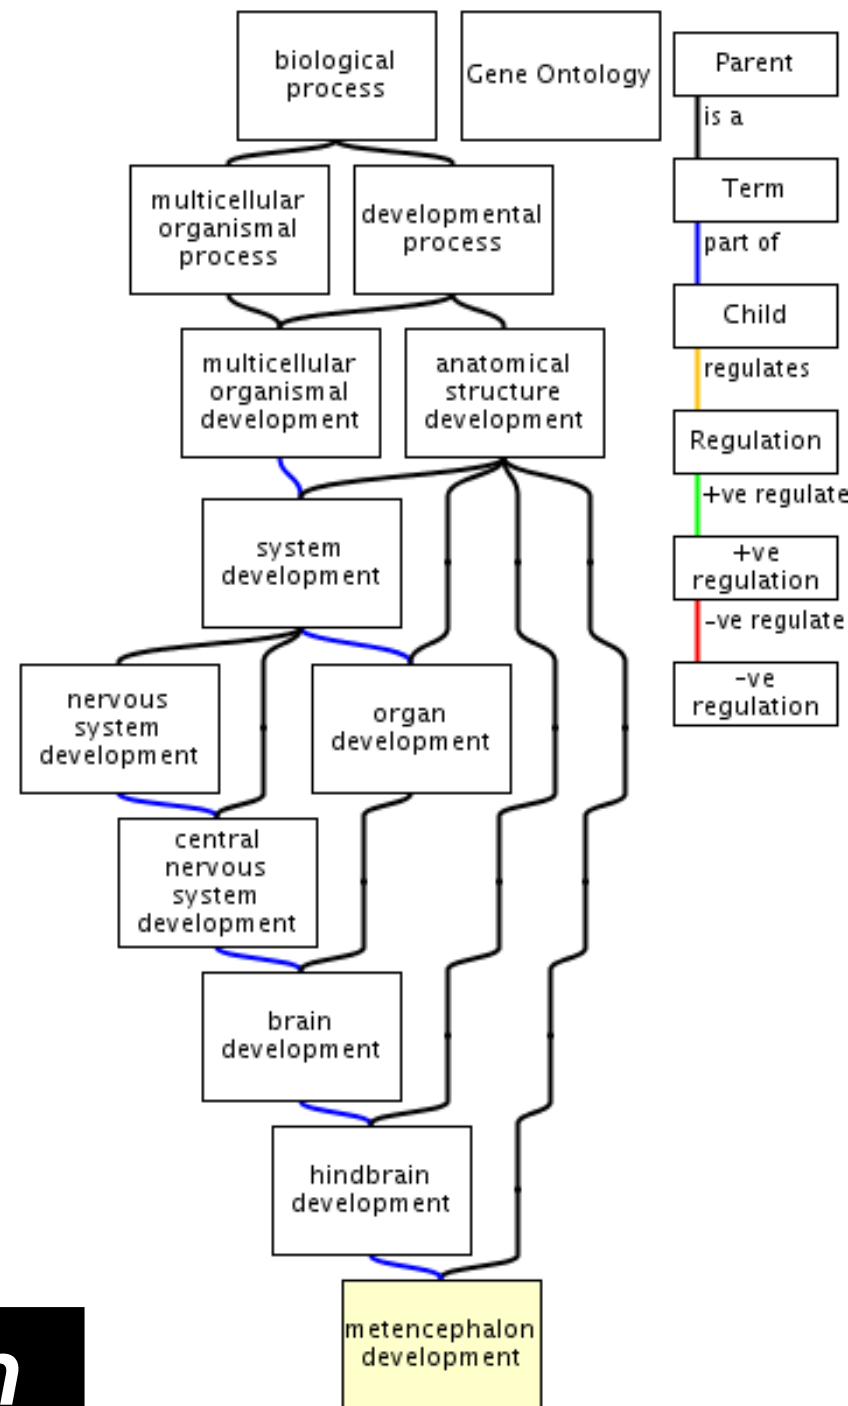 biological
process
Gene Ontology
Parent
is a
multicellular
organismal
process
developmental
process
Term
part of
Child
multicellular
organismal
development
anatomical
structure
development
regulates
Regulation
+ve regulate
system
development
+ve
regulation
-ve regulate
-ve
regulation
nervous
system
development
organ
development
central
nervous
system
development
brain
development
hindbrain
development
metencephalon
development